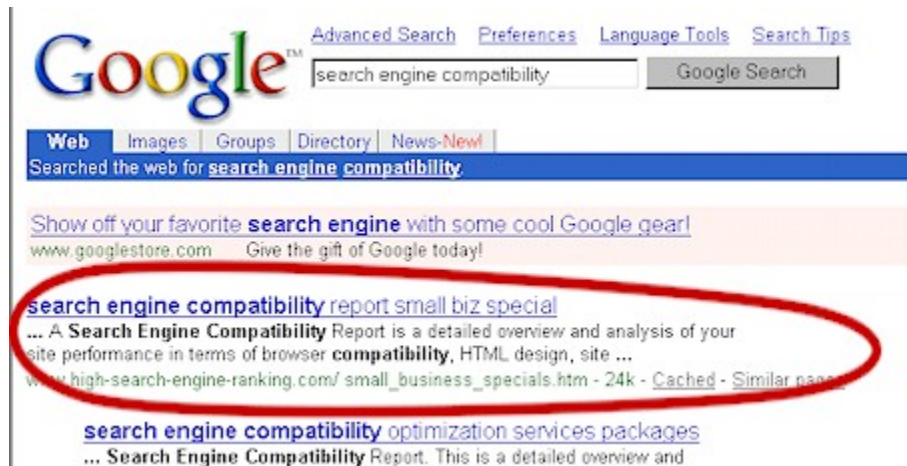 Google™
Advanced Search Preferences Language Tools Search Tips
search engine compatibility Google Search
Web Images Groups Directory News-New!
Searched the web for search engine compatibility.
Show off your favorite search engine with some cool Google gear!
www.googlestore.com Give the gift of Google today!
search engine compatibility report small biz special
... A Search Engine Compatibility Report is a detailed overview and analysis of your
site performance in terms of browser compatibility, HTML design, site ...
www.high-search-engine-ranking.com/ small_business_specials.htm - 24k - Cached - Similar pages
search engine compatibility optimization services packages
... Search Engine Compatibility Report. This is a detailed overview and